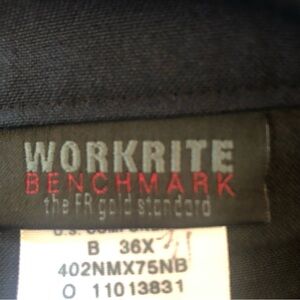 WORKRITE
BENCHMARK
the FR gold standard
U.S.
B 36X
402NMX75NB
O 11013831